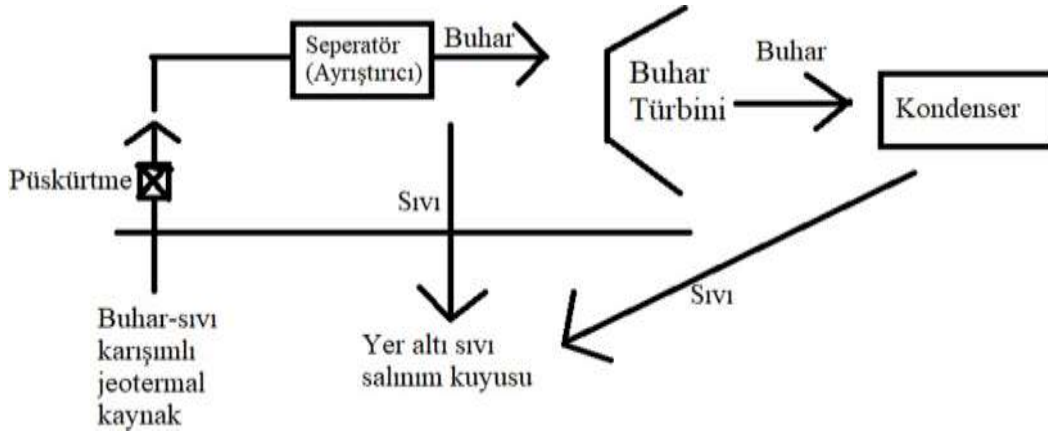 Seperatör
(Ayrıştırıcı)
Buhar
Buhar
Türbini
Buhar
Kondenser
Püskürtme
Sıvı
Sıvı
Buhar-sıvı
karışımlı
jeotermal
kaynak
Yer altı sıvı
salınım kuyusu